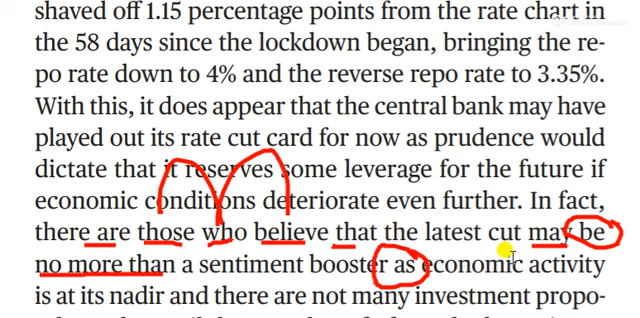 shaved off 1.15 percentage points from the rate chart in
the 58 days since the lockdown began, bringing the re-
po rate down to 4% and the reverse repo rate to 3.35%.
With this, it does appear that the central bank may have
played out its rate cut card for now as prudence would
dictate that it reserves some leverage for the future if
economic conditions deteriorate even further. In fact,
there are those who believe that the latest cut may be
no more than a sentiment booster as economic activity
is at its nadir and there are not many investment propo-